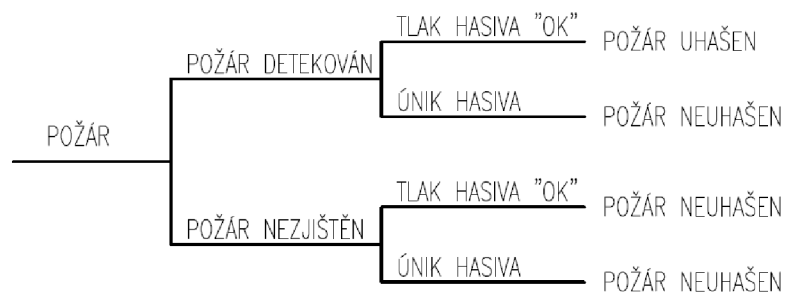 TLAK HASIVA "OK"
POŽÁR UHAŠEN
POŽÁR DETEKOVÁN
ÚNIK HASIVA
POŽÁR NEUHAŠEN
POŽÁR
TLAK HASIVA "OK"
POŽÁR NEUHAŠEN
POŽÁR NEZJIŠTĚN
ÚNIK HASIVA
POŽÁR NEUHAŠEN